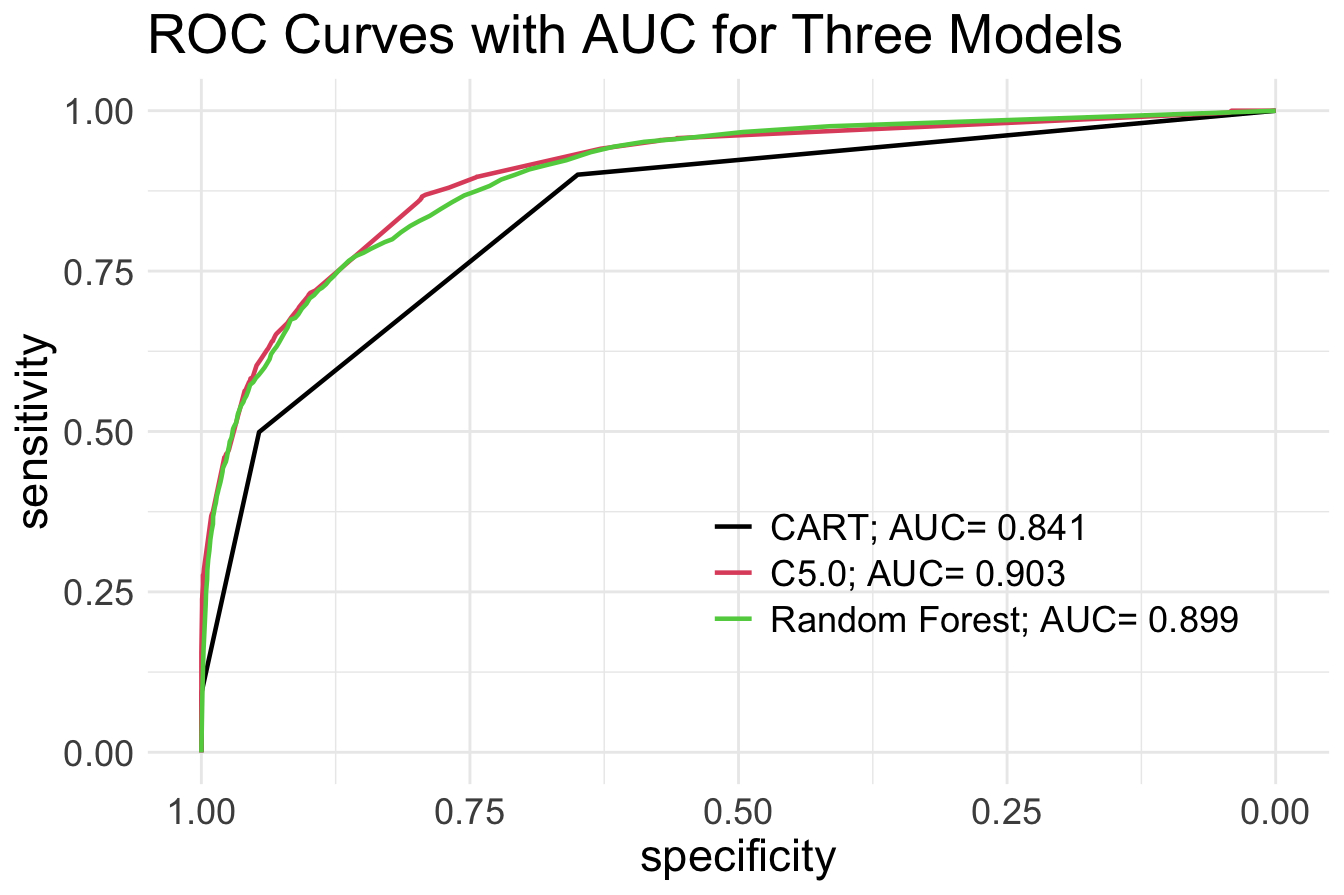 ROC Curves with AUC for Three Models
1.00
0.75
0.50
0.25
0.00
sensitivity
CART; AUC= 0.841
C5.0; AUC= 0.903
Random Forest; AUC= 0.899
1.00 0.75 0.50 0.25 0.00
specificity